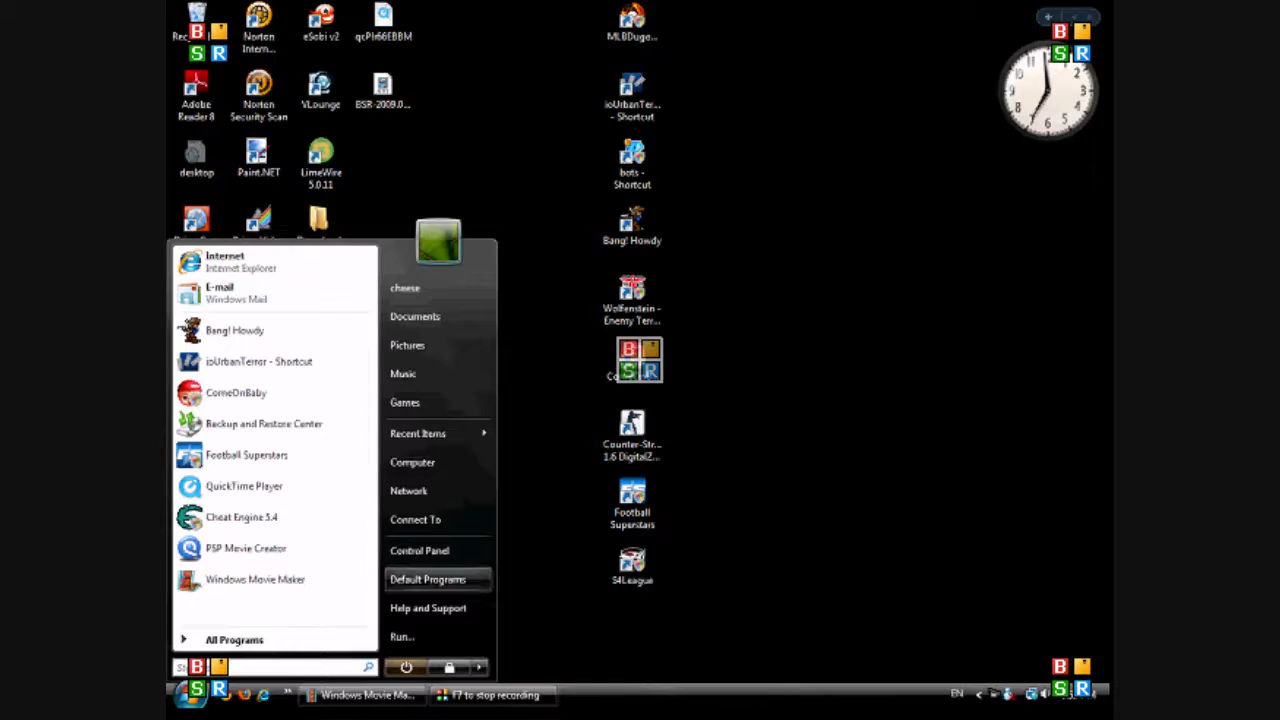 Norton
Intern...
eSobi v2
qcPln66EBBM
MLBDugo...
Adobe
Reader 8
Norton
Security Scan
VLounge
BSR-2009.0...
ioUrbanTerr...
- Shortcut
desktop
Paint.NET
LimeWire
5.0.11
bots -
Shortcut
Bang! Howdy
Wolfenstein -
Enemy Terr...
Counter-Str...
1.6 DigitalZ...
Football
Superstars
S4League
Internet
Internet Explorer
E-mail
Windows Mail
Bang! Howdy
ioUrbanTerror - Shortcut
ComeOnBaby
Backup and Restore Center
Football Superstars
QuickTime Player
Cheat Engine 5.4
PSP Movie Creator
Windows Movie Maker
All Programs
cheese
Documents
Pictures
Music
Games
Recent Items
Computer
Network
Connect To
Control Panel
Default Programs
Help and Support
Run...
Windows Movie Ma...
F7 to stop recording
EN
B
S R
B
S R
B
S R
B
S R
B
S R